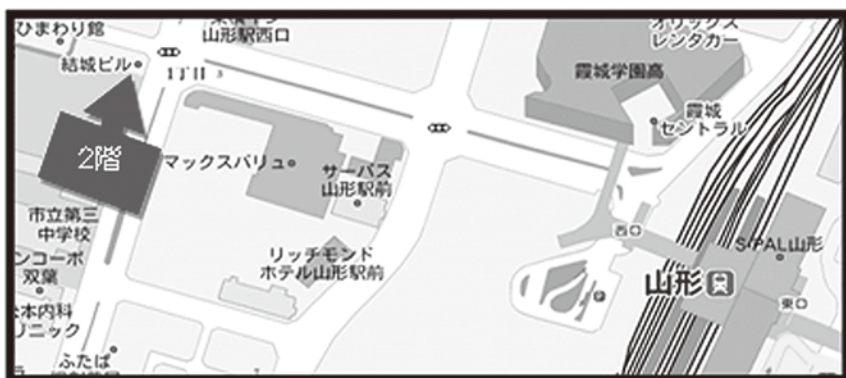 ひまわり館
山形駅西口
オリックス
レンタカー
結城ビル
1丁目
霞城学園高
霞城
セントラル
2階
マックスバリュ
サーパス
山形駅前
市立第三
中学校
リッチモンド
ホテル山形駅前
西口
S-PAL山形
山形
東口
P
ンコーポ
双葉
本内科
リニック
ふたば